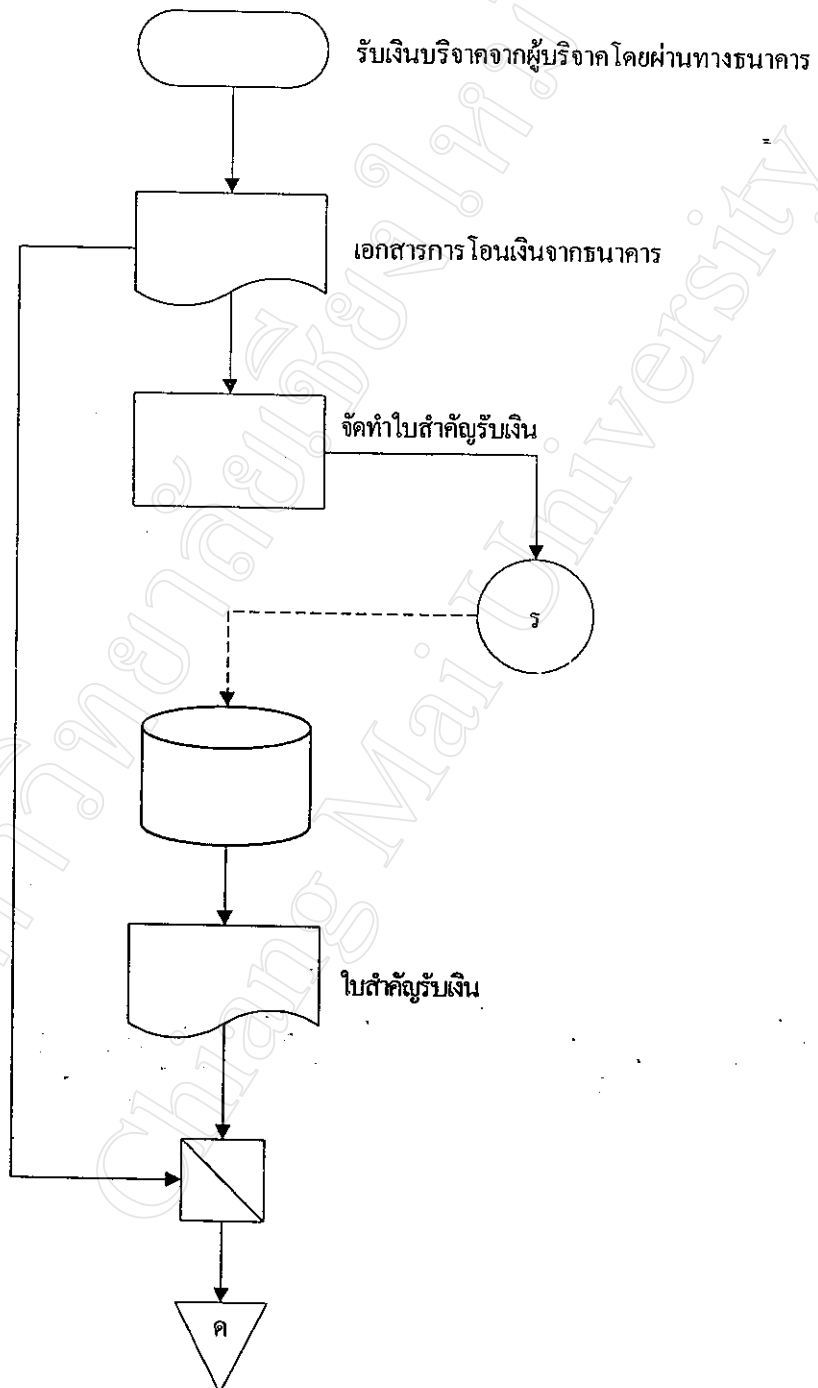 รับเงินบริจาคจากผู้บริจาคโดยผ่านทางธนาคาร
เอกสารการโอนเงินจากธนาคาร
จัดทำใบสำคัญรับเงิน
ร
ใบสำคัญรับเงิน
ด
Chiang Mai University